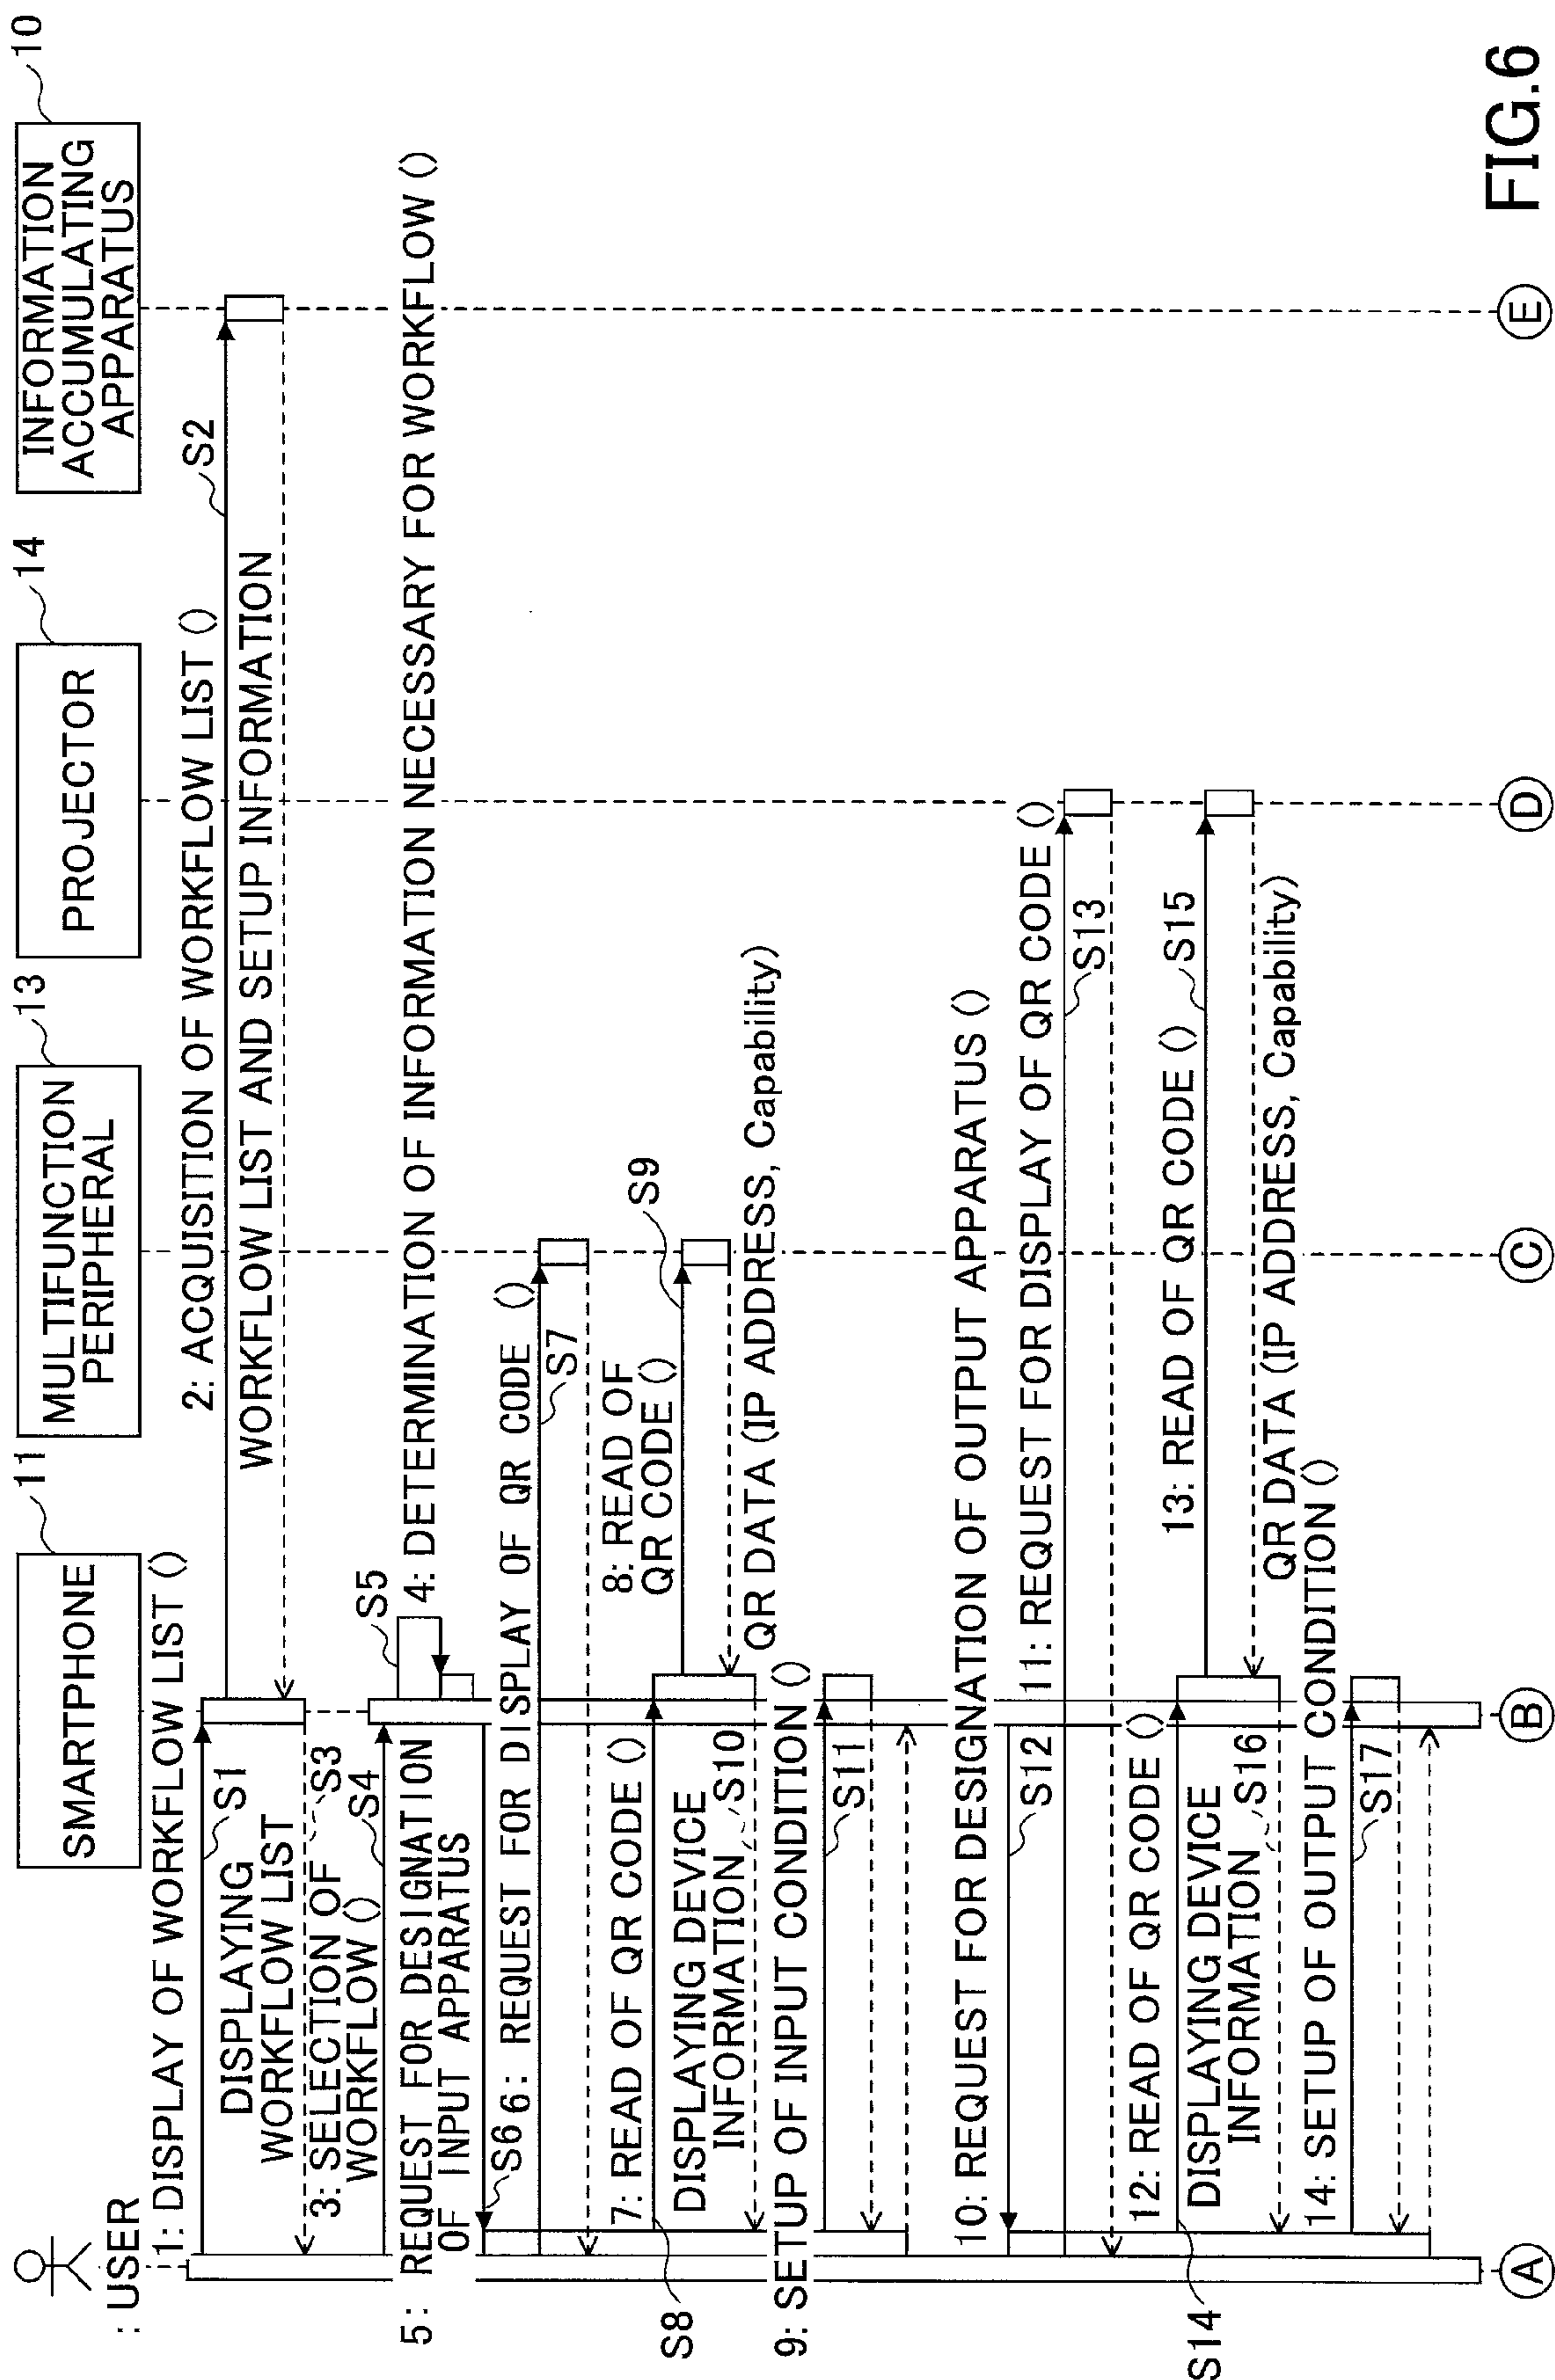 : USER
SMARTPHONE
11
MULTIFUNCTION
PERIPHERAL
13
PROJECTOR
14
INFORMATION
ACCUMULATING
APPARATUS
10
1: DISPLAY OF WORKFLOW LIST ()
S1
2: ACQUISITION OF WORKFLOW LIST ()
S2
WORKFLOW LIST AND SETUP INFORMATION
DISPLAYING
WORKFLOW LIST
S3
3: SELECTION OF
WORKFLOW ()
S4
S5
4: DETERMINATION OF INFORMATION NECESSARY FOR WORKFLOW ()
5: REQUEST FOR DESIGNATION
OF INPUT APPARATUS
S6
6: REQUEST FOR DISPLAY OF QR CODE ()
S7
7: READ OF QR CODE ()
S8
8: READ OF
QR CODE ()
S9
QR DATA (IP ADDRESS, Capability)
DISPLAYING DEVICE
INFORMATION
S10
9: SETUP OF INPUT CONDITION ()
S11
10: REQUEST FOR DESIGNATION OF OUTPUT APPARATUS ()
S12
11: REQUEST FOR DISPLAY OF QR CODE ()
S13
12: READ OF QR CODE ()
S14
13: READ OF QR CODE ()
S15
QR DATA (IP ADDRESS, Capability)
DISPLAYING DEVICE
INFORMATION
S16
14: SETUP OF OUTPUT CONDITION ()
S17
A
B
C
D
E
FIG.6